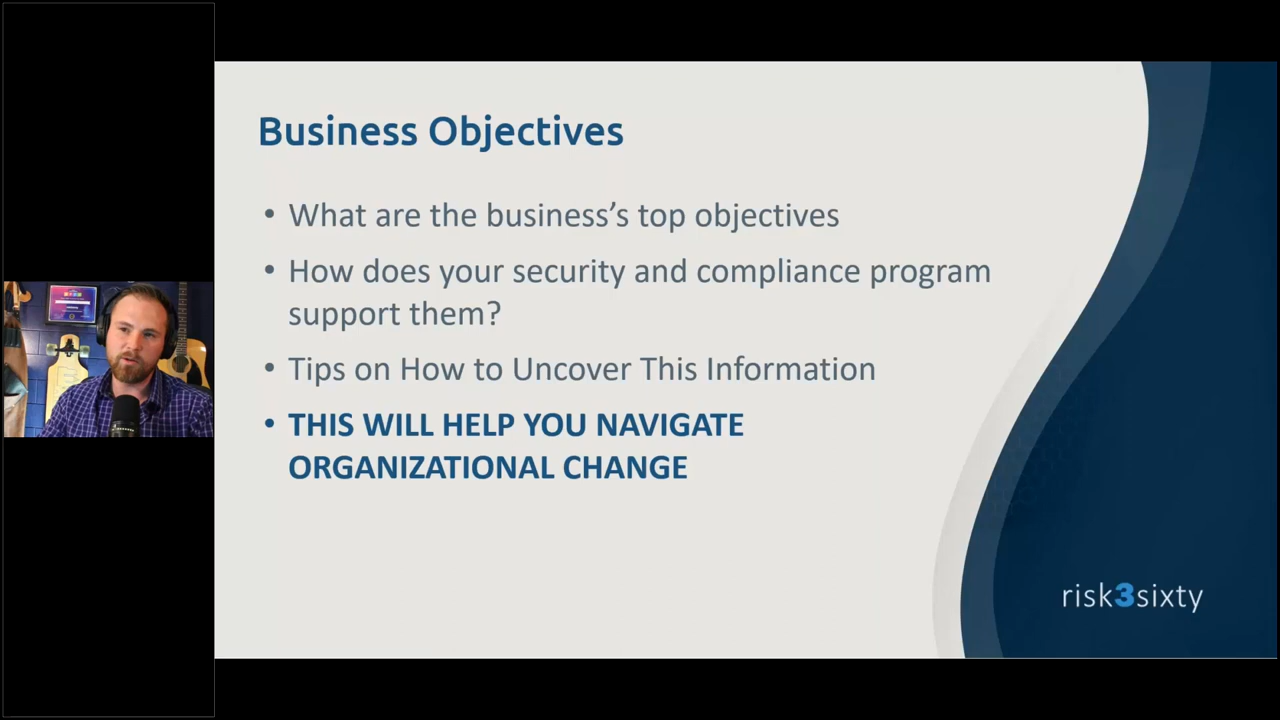 Business Objectives
• What are the business’s top objectives
• How does your security and compliance program
support them?
• Tips on How to Uncover This Information
• THIS WILL HELP YOU NAVIGATE
ORGANIZATIONAL CHANGE
risk3sixty